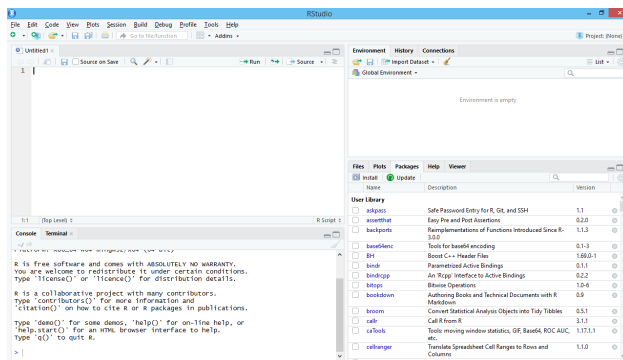 RStudio
File Edit Code View Plots Session Build Debug Profile Tools Help
Go to file/function Addins Project: (None)
Untitled1
Source on Save Run Source
1
1:1 (Top Level) R Script
Console Terminal
R is free software and comes with ABSOLUTELY NO WARRANTY.
You are welcome to redistribute it under certain conditions.
Type 'license()' or 'licence()' for distribution details.
R is a collaborative project with many contributors.
Type 'contributors()' for more information and
'citation()' on how to cite R or R packages in publications.
Type 'demo()' for some demos, 'help()' for on-line help, or
'help.start()' for an HTML browser interface to help.
Type 'q()' to quit R.
>
Environment History Connections
Import Dataset List
Global Environment
Environment is empty
Files Plots Packages Help Viewer
Install Update
Name Description Version
User Library
askpass Safe Password Entry for R, Git, and SSH 1.1
assertthat Easy Pre and Post Assertions 0.2.0
backports Reimplementations of Functions Introduced Since R- 1.1.3
3.0.0
base64enc Tools for base64 encoding 0.1-3
BH Boost C++ Header Files 1.69.0-1
bindr Parametrized Active Bindings 0.1.1
bindrcpp An 'Rcpp' Interface to Active Bindings 0.2.2
bitops Bitwise Operations 1.0-6
bookdown Authoring Books and Technical Documents with R 0.9
Markdown
broom Convert Statistical Analysis Objects into Tidy Tibbles 0.5.1
callr Call R from R 3.1.1
caTools Tools: moving window statistics, GIF, Base64, ROC AUC, 1.17.1.1
etc.
cellranger Translate Spreadsheet Cell Ranges to Rows and 1.1.0
Columns